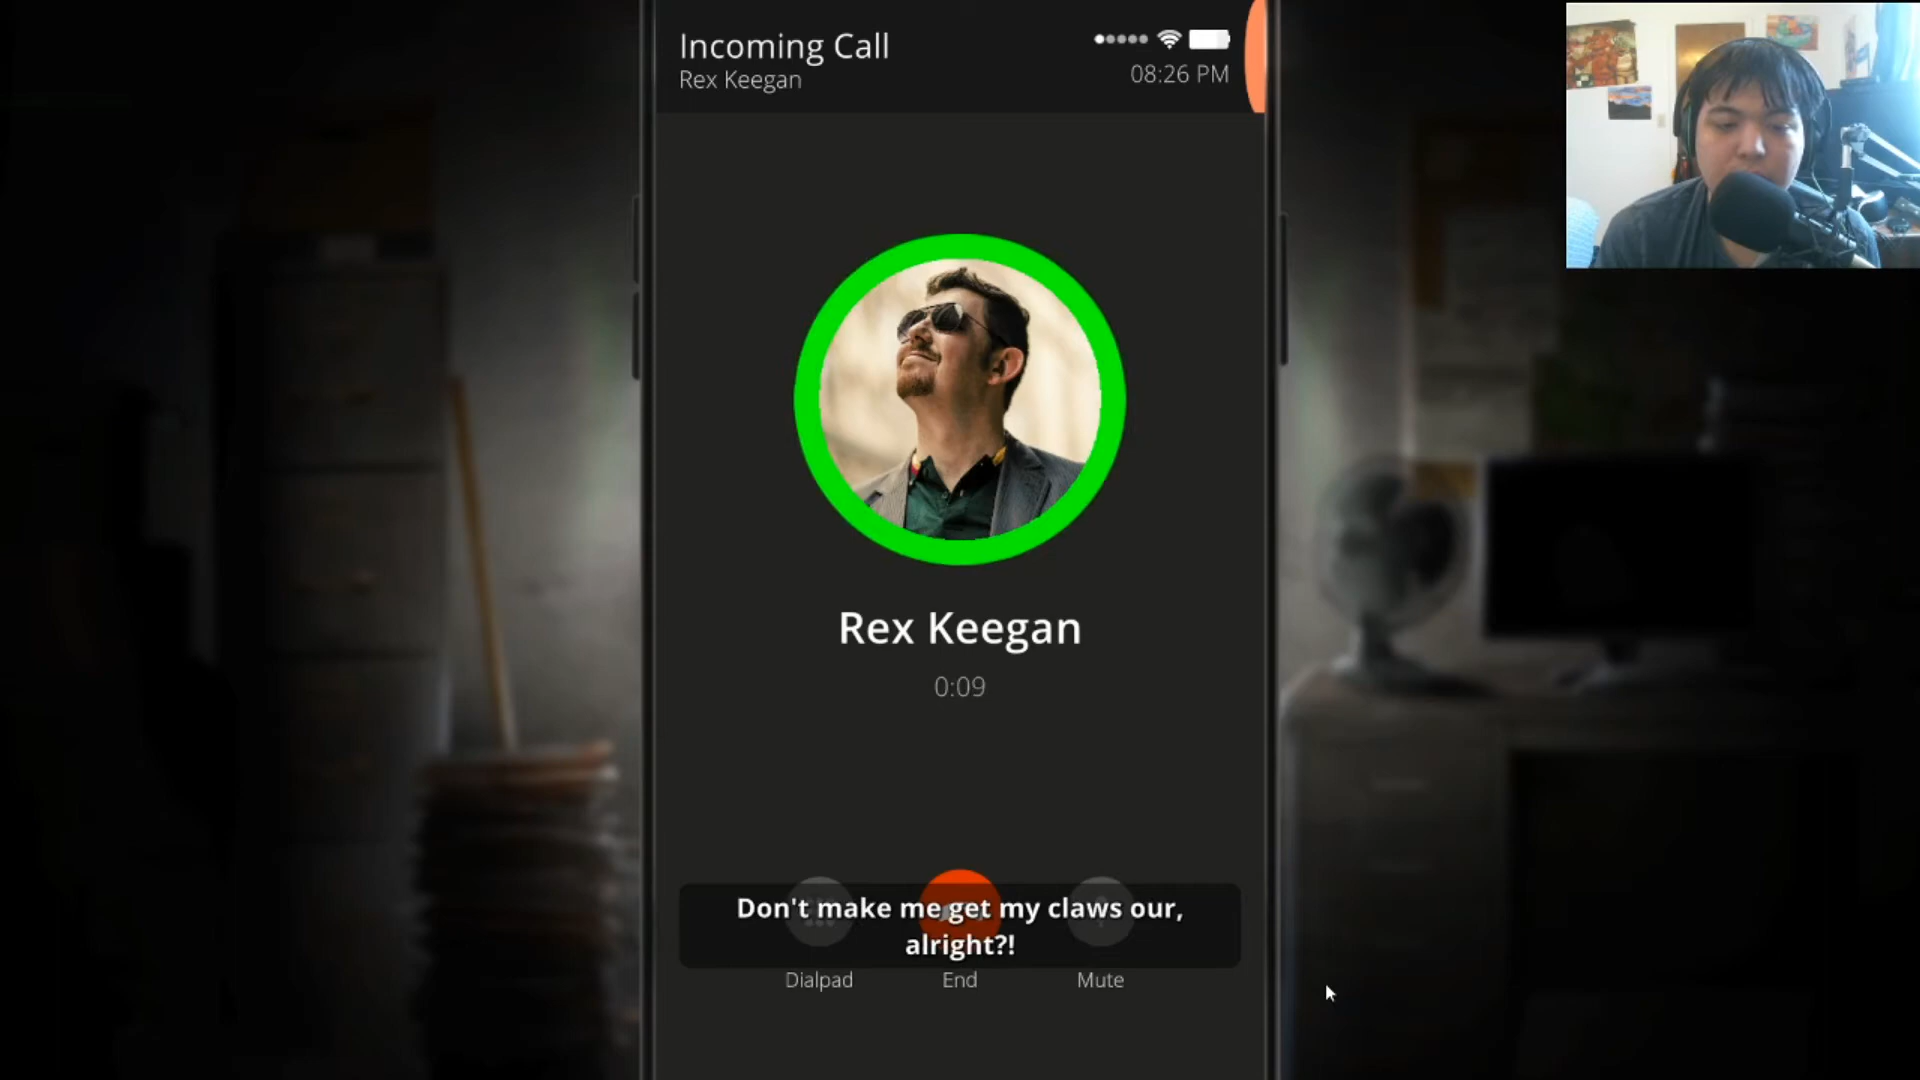 Incoming Call
Rex Keegan
08:26 PM
Rex Keegan
0:09
Don't make me get my claws our,
alright?!
Dialpad
End
Mute